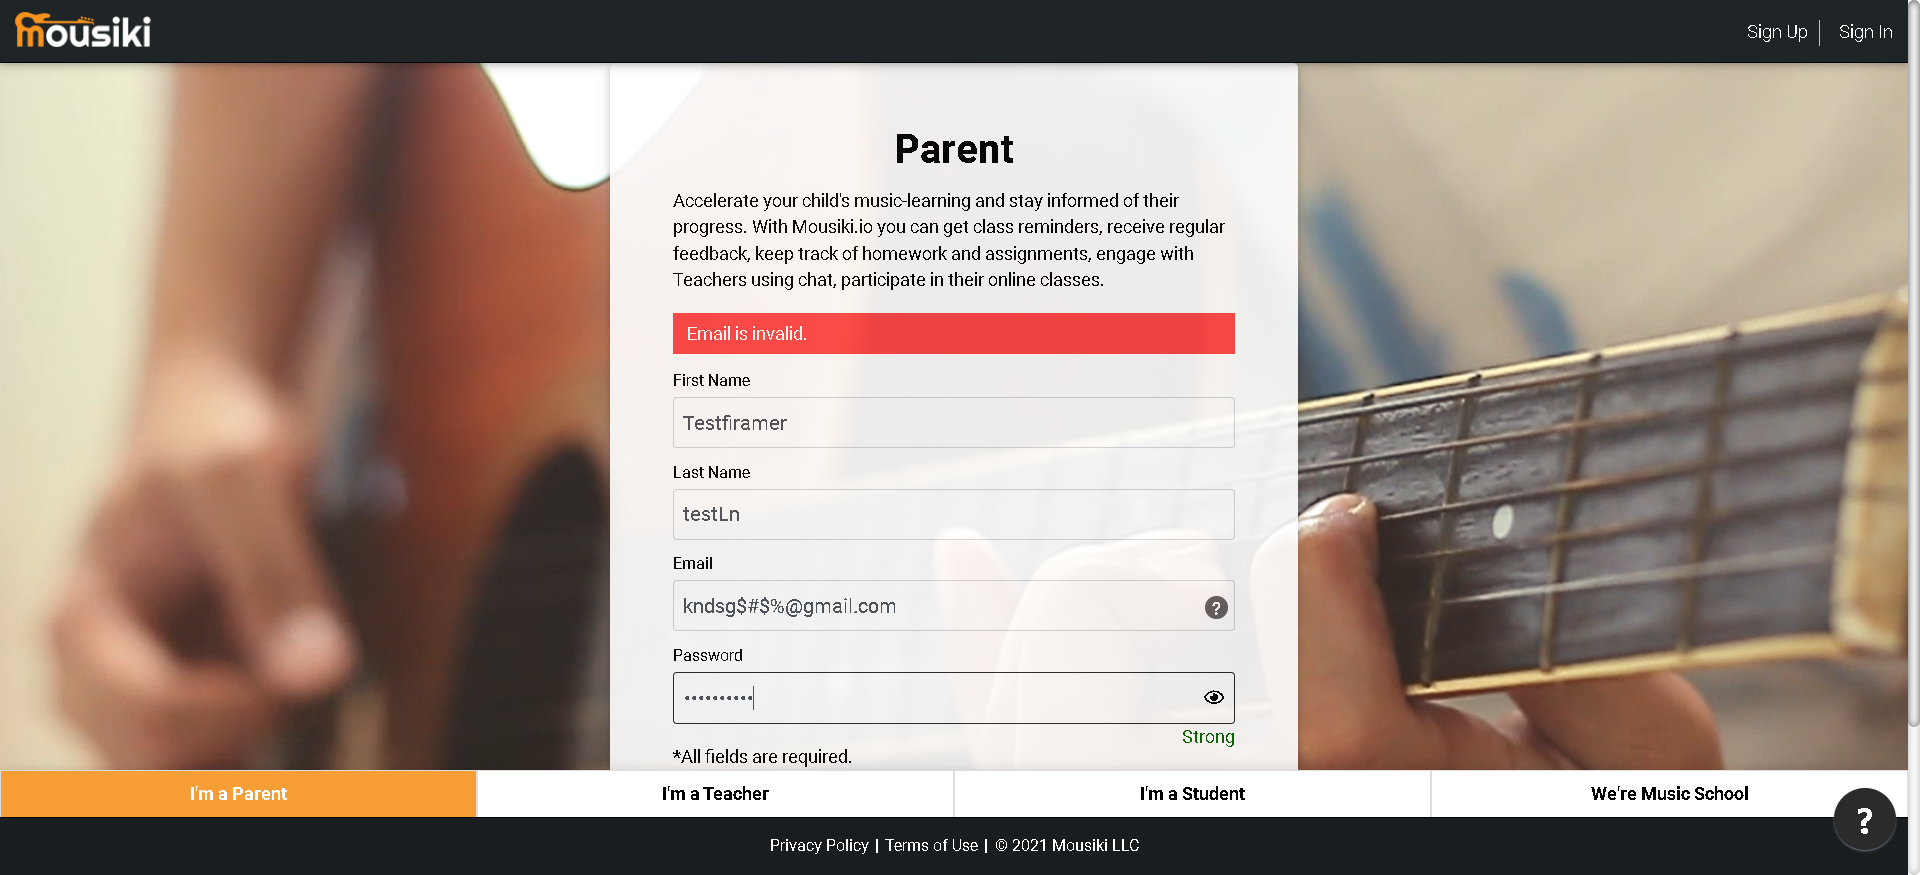 mousiki
Sign Up
Sign In
Parent
Accelerate your child's music-learning and stay informed of their
progress. With Mousiki.io you can get class reminders, receive regular
feedback, keep track of homework and assignments, engage with
Teachers using chat, participate in their online classes.
Email is invalid.
First Name
Testfiramer
Last Name
testLn
Email
kndsg$#$%@gmail.com
?
Password
••••••••••
Strong
*All fields are required.
I'm a Parent
I'm a Teacher
I'm a Student
We're Music School
?
Privacy Policy | Terms of Use | © 2021 Mousiki LLC